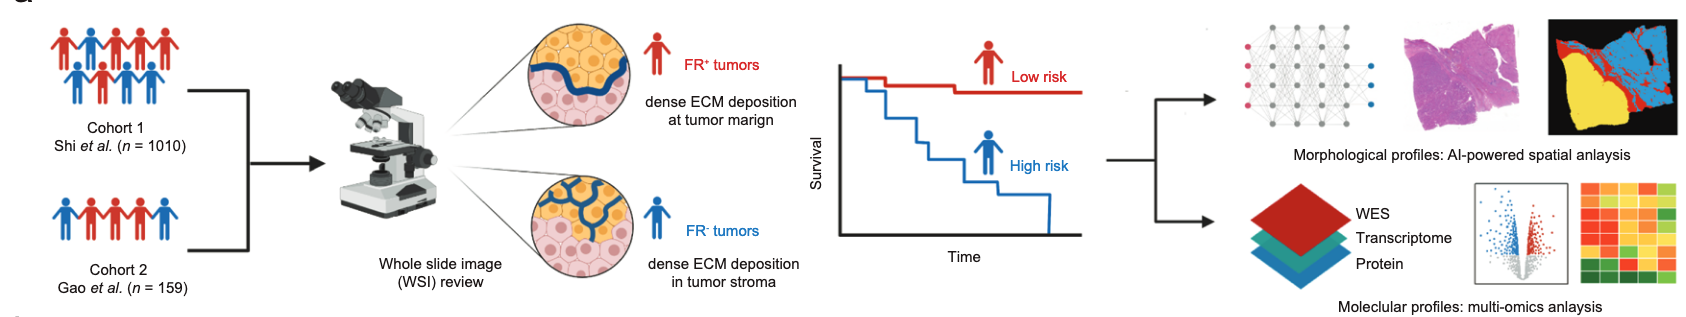 Cohort 1
Shi et al. (n = 1010)
Cohort 2
Gao et al. (n = 159)
Whole slide image
(WSI) review
FR+ tumors
dense ECM deposition
at tumor marign
FR- tumors
dense ECM deposition
in tumor stroma
Survival
Low risk
High risk
Time
Morphological profiles: AI-powered spatial anlaysis
WES
Transcriptome
Protein
Molecular profiles: multi-omics anlaysis